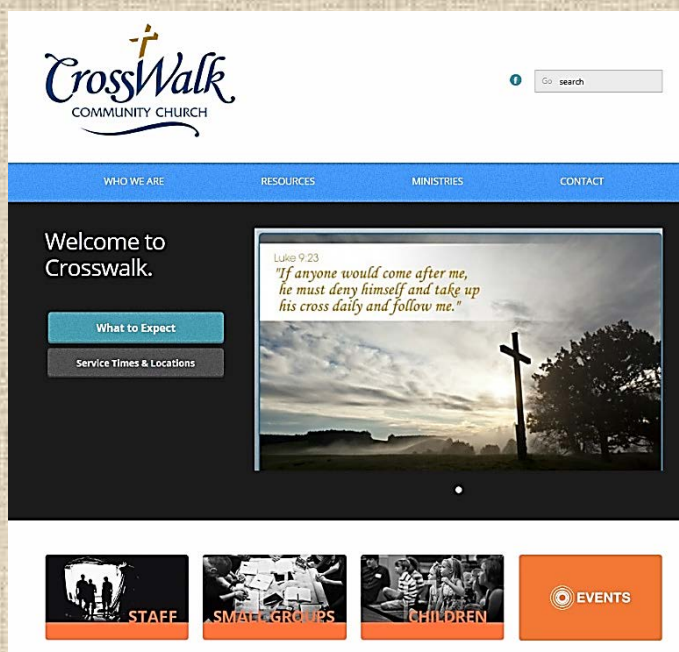 CrossWalk
COMMUNITY CHURCH
f
Go search
WHO WE ARE RESOURCES MINISTRIES CONTACT
Welcome to
Crosswalk.
What to Expect
Service Times & Locations
Luke 9:23
"If anyone would come after me,
he must deny himself and take up
his cross daily and follow me."
STAFF
SMALL GROUPS
CHILDREN
EVENTS